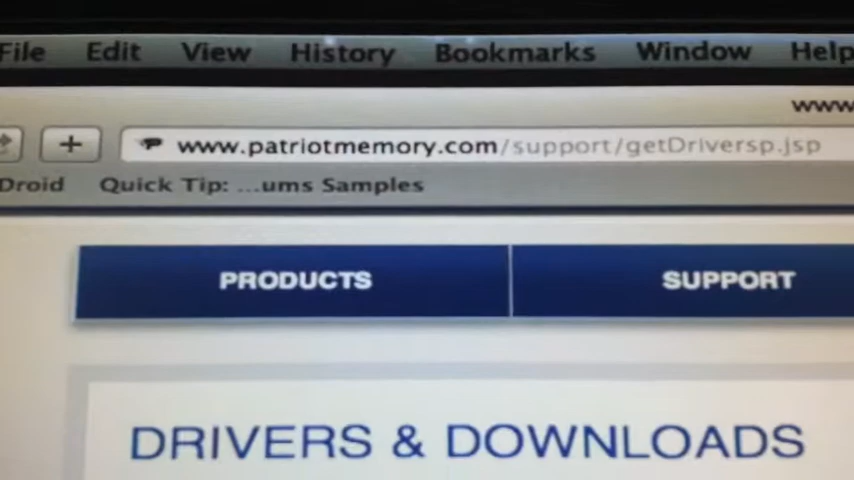 File Edit View History Bookmarks Window Help
www
+ www.patriotmemory.com/support/getDriversp.jsp
Droid Quick Tip: ...ums Samples
PRODUCTS SUPPORT
DRIVERS & DOWNLOADS